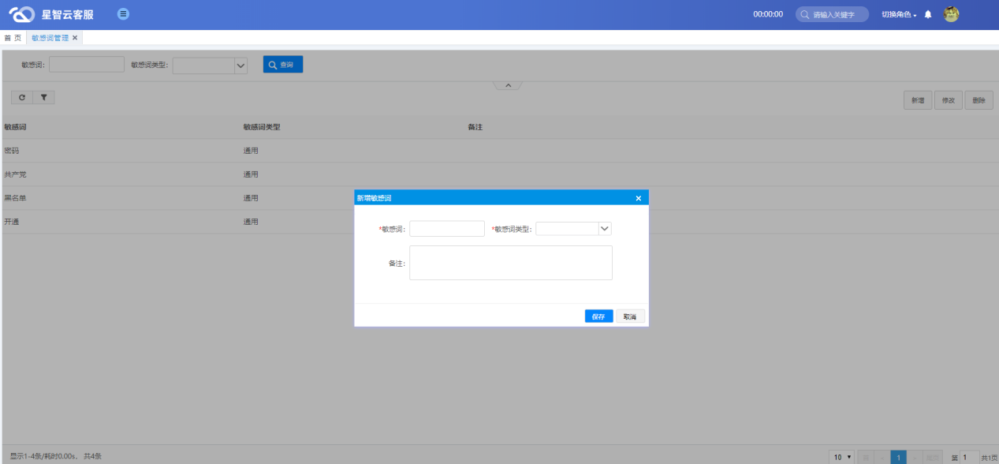 星智云客服 00:00:00 请输入关键字 切换角色
首页 敏感词管理
敏感词: 敏感词类型: 查询
新增 修改 删除
敏感词 敏感词类型 备注
密码 通用
共产党 通用
黑名单 通用
开通 通用
新增敏感词
*敏感词: *敏感词类型:
备注:
保存 取消
显示1-4条/耗时0.00s, 共4条 10 1 第 1 共1页